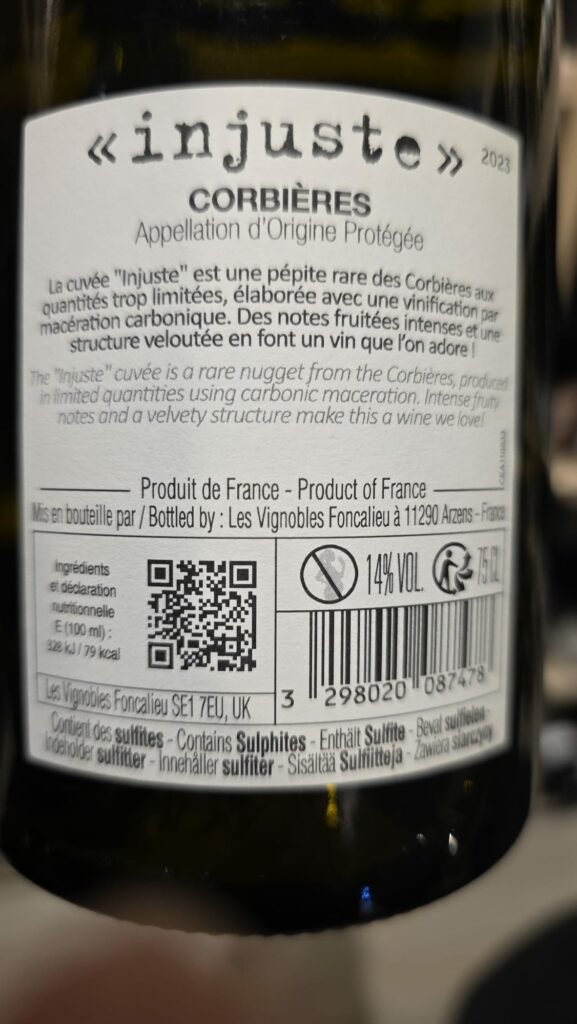 «injuste» 2023
CORBIÈRES
Appellation d'Origine Protégée
La cuvée "Injuste" est une pépite rare des Corbières aux
quantités trop limitées, élaborée avec une vinification par
macération carbonique. Des notes fruitées intenses et une
structure veloutée en font un vin que l'on adore !
The "Injuste" cuvée is a rare nugget from the Corbières, produced
in limited quantities using carbonic maceration. Intense fruity
notes and a velvety structure make this a wine we love!
Produit de France - Product of France
Mis en bouteille par / Bottled by : Les Vignobles Foncalieu à 11290 Arzens - France
Ingrédients
et déclaration
nutritionnelle
E (100 ml) :
328 kJ / 79 kcal
14% VOL. 75 CL
3 298020 087478
Les Vignobles Foncalieu SE1 7EU, UK
Contient des sulfites - Contains Sulphites - Enthält Sulfite - Bevat sulfieten -
Indeholder sulfitter - Innehåller sulfiter - Sisältää Sulfiitteja - Zawiera siarczyny